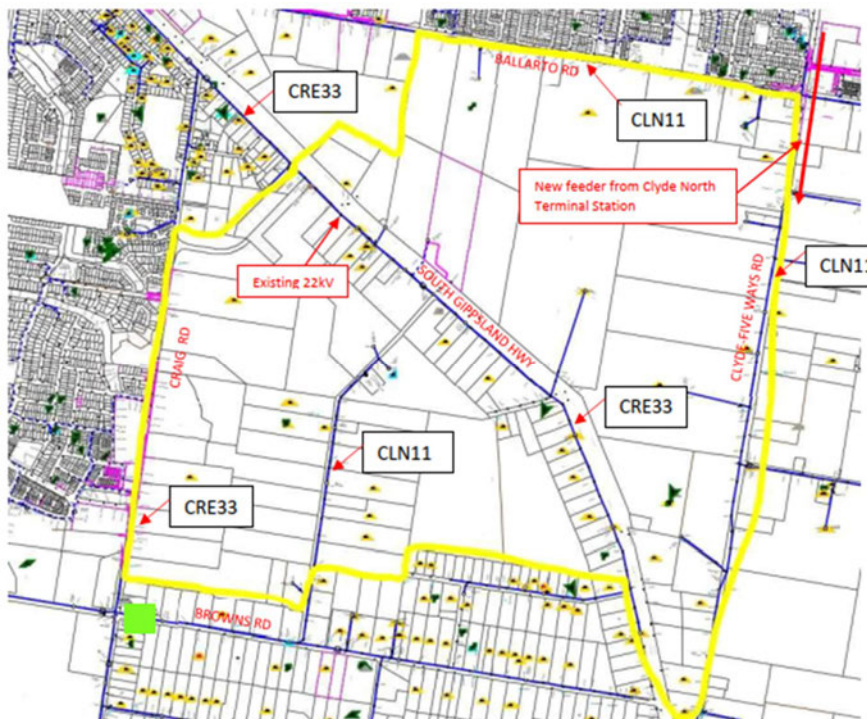 BALLARTO RD
CRE33
CLN11
New feeder from Clyde North
Terminal Station
Existing 22kV
SOUTH GIPPSLAND HWY
CLN11
CLYDE-FIVE WAYS RD
CRAIG RD
CRE33
CLN11
CRE33
BROWNS RD